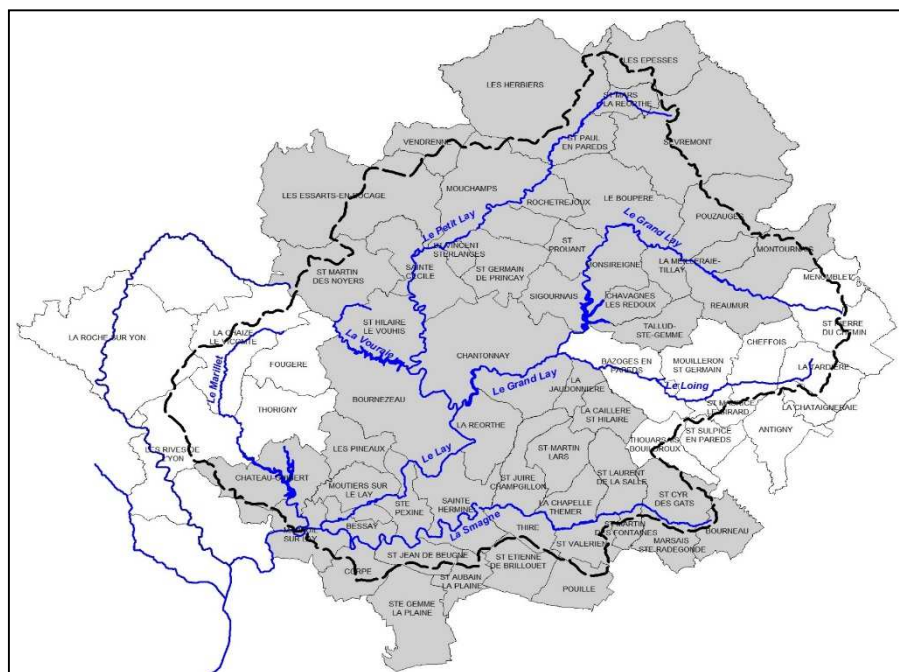 LES EPESSES
LES HERBIERS
ST MARS
LA REORTHE
SEVREMONT
VENDRENNE
ST PAUL
EN PAREDS
LES ESSARTS-EN-BOCAGE
MOUCHAMPS
ROCHETREJOUX
LE BOUPERE
POUZAUGES
Le Petit Lay
Le Grand Lay
ST VINCENT
STERLANGES
ST
PROUANT
MONTOURNAIS
ST MARTIN
DES NOYERS
SAINTE
CECILE
ST GERMAIN
DE PRINCAY
MONSIREIGNE
LA MEILLERAIE-
TILLAY
MENOMBLET
SIGOURNAIS
CHAVAGNES
LES REDOUX
REAUMUR
LA ROCHE SUR YON
LA CHAIZE
LE VICOMTE
ST HILAIRE
LE VOUHIS
TALLUD-
STE-GEMME
ST PIERRE
DU CHEMIN
Le Marillet
FOUGERE
La Vouraie
CHANTONNAY
CHEFFOIS
BAZOGES EN
PAREDS
MOUILLERON
ST GERMAIN
LA TARDIERE
Le Grand Lay
Le Loing
BOURNEZEAU
LA
JAUDONNIERE
THORIGNY
ST MAURICE
LE GIRARD
LA CHATAIGNERAIE
LA REORTHE
LA CAILLERE
ST HILAIRE
ST SULPICE
EN PAREDS
ANTIGNY
THOUARSAIS
BOUILDROUX
LES RIVES DE
L'YON
LES PINEAUX
Le Lay
ST MARTIN
LARS
CHATEAU-GUIBERT
MOUTIERS SUR
LE LAY
ST JUIRE
CHAMPGILLON
ST LAURENT
DE LA SALLE
STE
PEXINE
SAINTE
HERMINE
LA CHAPELLE
THEMER
ST CYR
DES GATS
BESSAY
La Smagne
THIRE
ST MARTIN
DES FONTAINES
BOURNEAU
ST VALERIEN
MARSAIS
STE RADEGONDE
ST JEAN DE BEUGNE
ST ETIENNE
DE BRILLOUET
CORPE
ST AUBAIN
LA PLAINE
POUILLE
STE GEMME
LA PLAINE